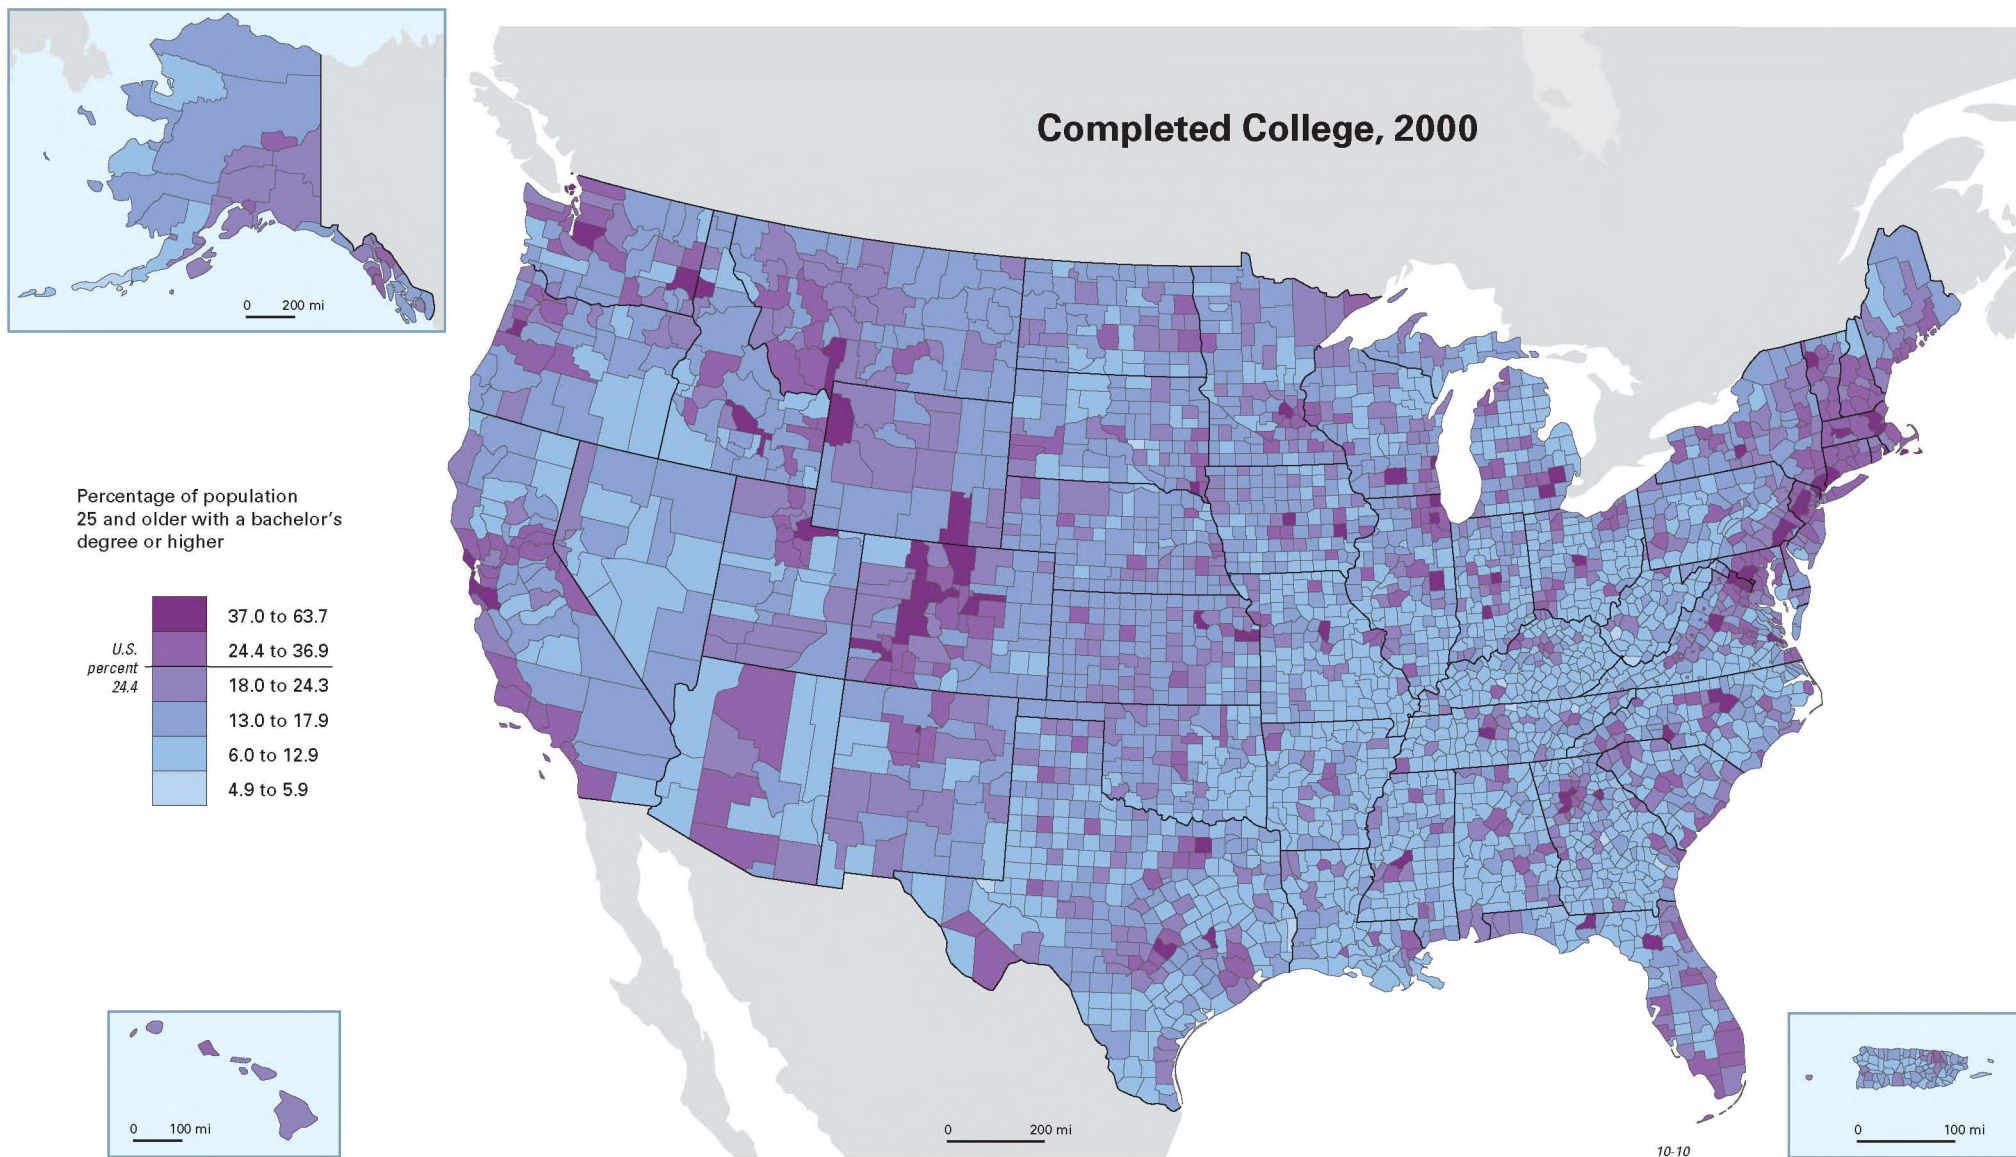 Completed College, 2000
0 200 mi
Percentage of population
25 and older with a bachelor's
degree or higher
37.0 to 63.7
U.S.
percent
24.4
24.4 to 36.9
18.0 to 24.3
13.0 to 17.9
6.0 to 12.9
4.9 to 5.9
0 100 mi
0 200 mi
0 100 mi
10-10